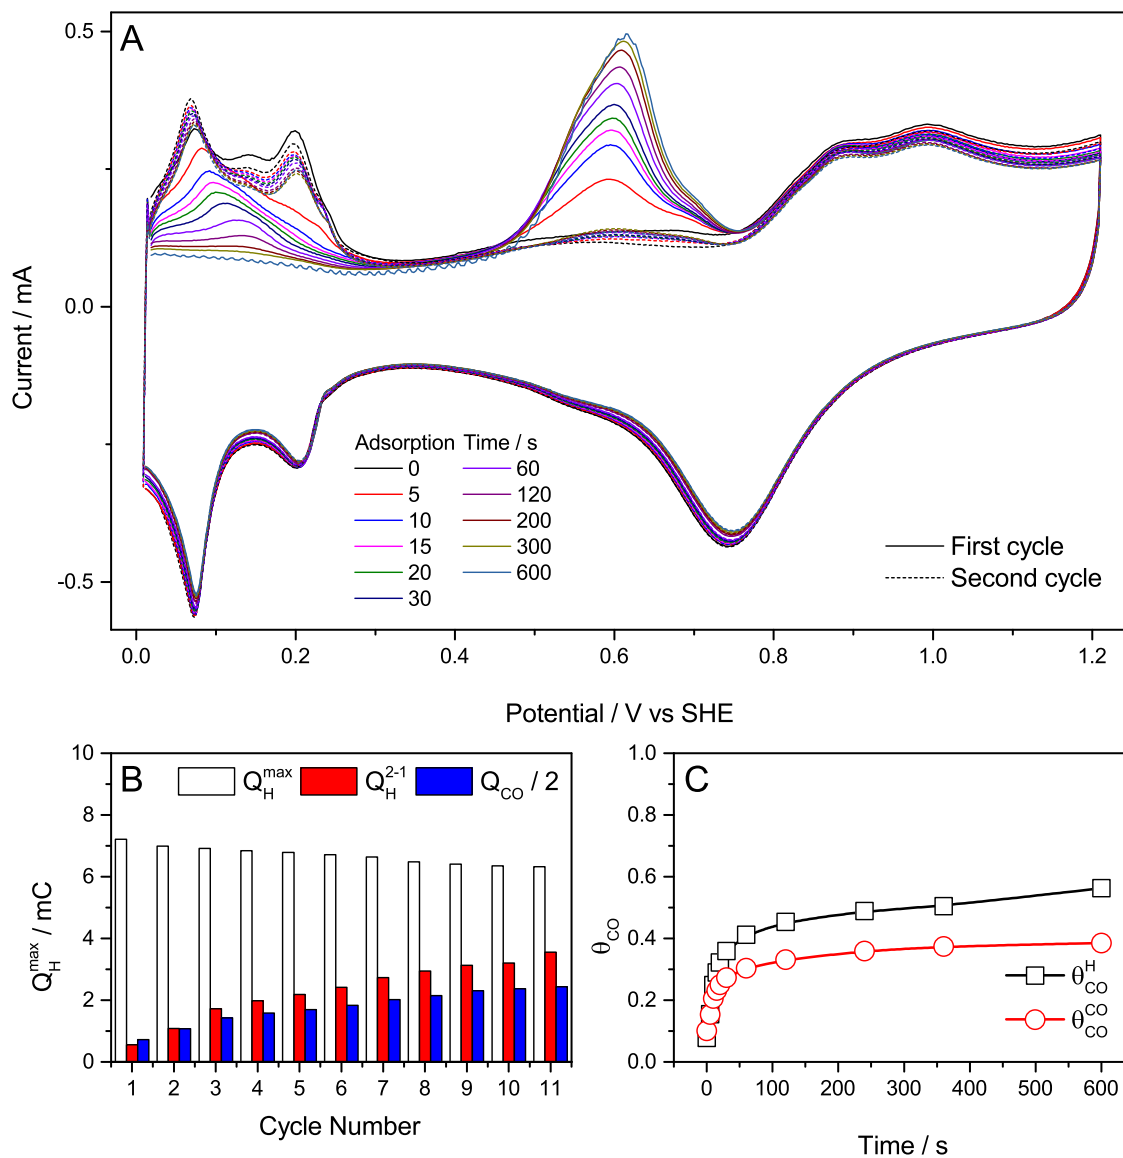 A
0.5
0.0
-0.5
Current / mA
Adsorption Time / s
0 60
5 120
10 200
15 300
20 600
30
First cycle
Second cycle
0.0 0.2 0.4 0.6 0.8 1.0 1.2
Potential / V vs SHE
B
Q_H^max Q_H^2-1 Q_CO / 2
10
8
6
4
2
0
Q_H^max / mC
1 2 3 4 5 6 7 8 9 10 11
Cycle Number
C
1.0
0.8
0.6
0.4
0.2
0.0
θ_CO
θ_CO^H
θ_CO^CO
0 100 200 300 400 500 600
Time / s